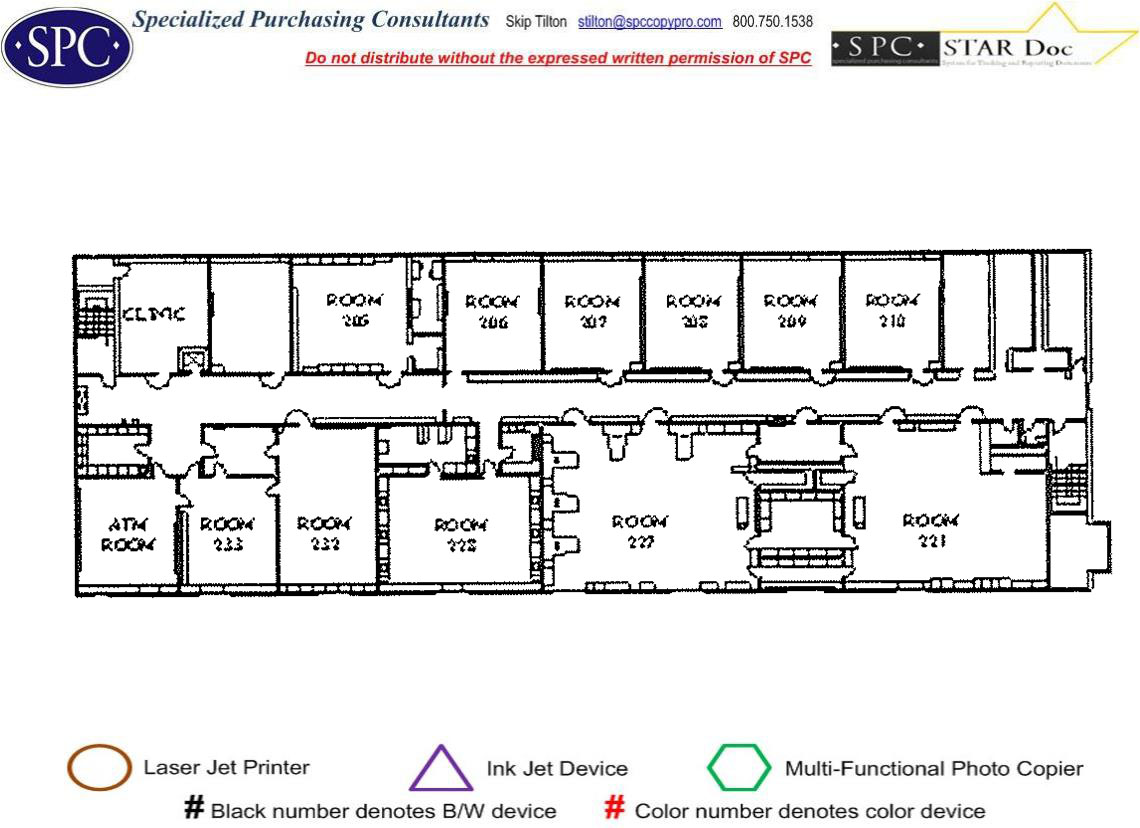 Specialized Purchasing Consultants Skip Tilton stilton@spccopypro.com 800.750.1538
·SPC·
Do not distribute without the expressed written permission of SPC
·SPC· STAR Doc
specialized purchasing consultants System for Tracking and Reporting Documents
CLINIC
ROOM
205
ROOM
206
ROOM
207
ROOM
208
ROOM
209
ROOM
210
ATM
ROOM
ROOM
233
ROOM
232
ROOM
228
ROOM
227
ROOM
221
Laser Jet Printer Ink Jet Device Multi-Functional Photo Copier
# Black number denotes B/W device # Color number denotes color device